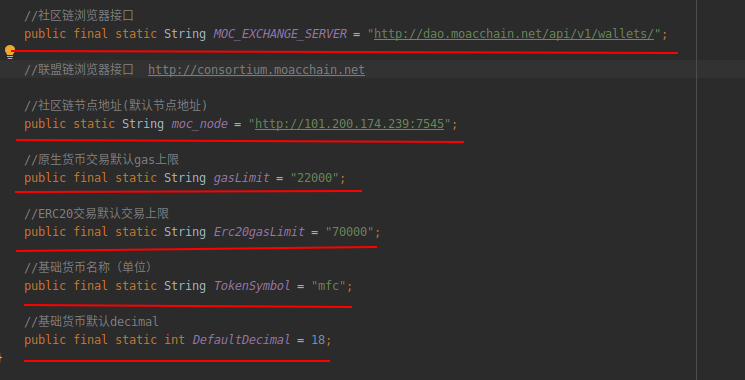 //社区链浏览器接口
public final static String MOC_EXCHANGE_SERVER = "http://dao.moacchain.net/api/v1/wallets/";
//联盟链浏览器接口  http://consortium.moacchain.net
//社区链节点地址(默认节点地址)
public static String moc_node = "http://101.200.174.239:7545";
//原生货币交易默认gas上限
public final static String gasLimit = "22000";
//ERC20交易默认交易上限
public final static String Erc20gasLimit = "70000";
//基础货币名称（单位）
public final static String TokenSymbol = "mfc";
//基础货币默认decimal
public final static int DefaultDecimal = 18;